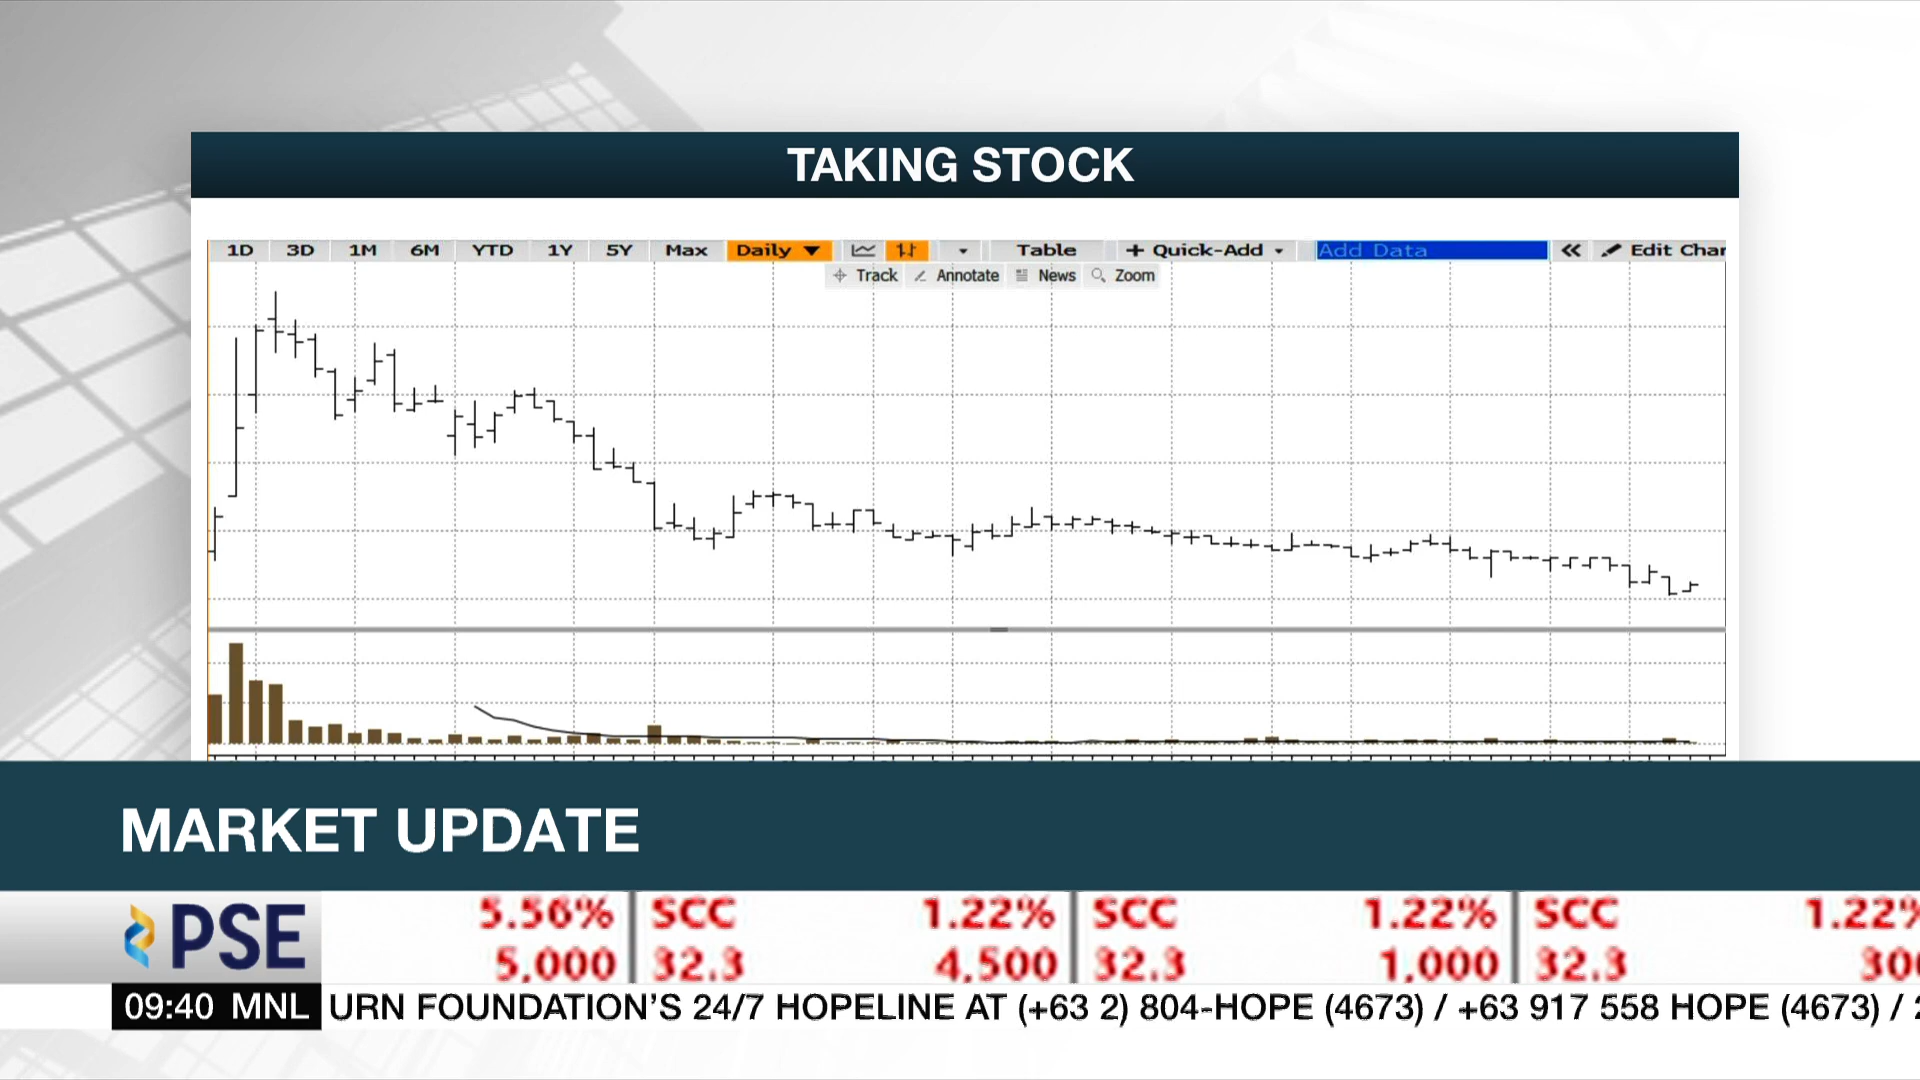 TAKING STOCK
1D 3D 1M 6M YTD 1Y 5Y Max Daily Table + Quick-Add Add Data << Edit Char
Track Annotate News Zoom
MARKET UPDATE
PSE
5.56% SCC 1.22% SCC 1.22% SCC 1.22%
5,000 32.3 4,500 32.3 1,000 32.3 300
09:40 MNL URN FOUNDATION'S 24/7 HOPELINE AT (+63 2) 804-HOPE (4673) / +63 917 558 HOPE (4673) / 2